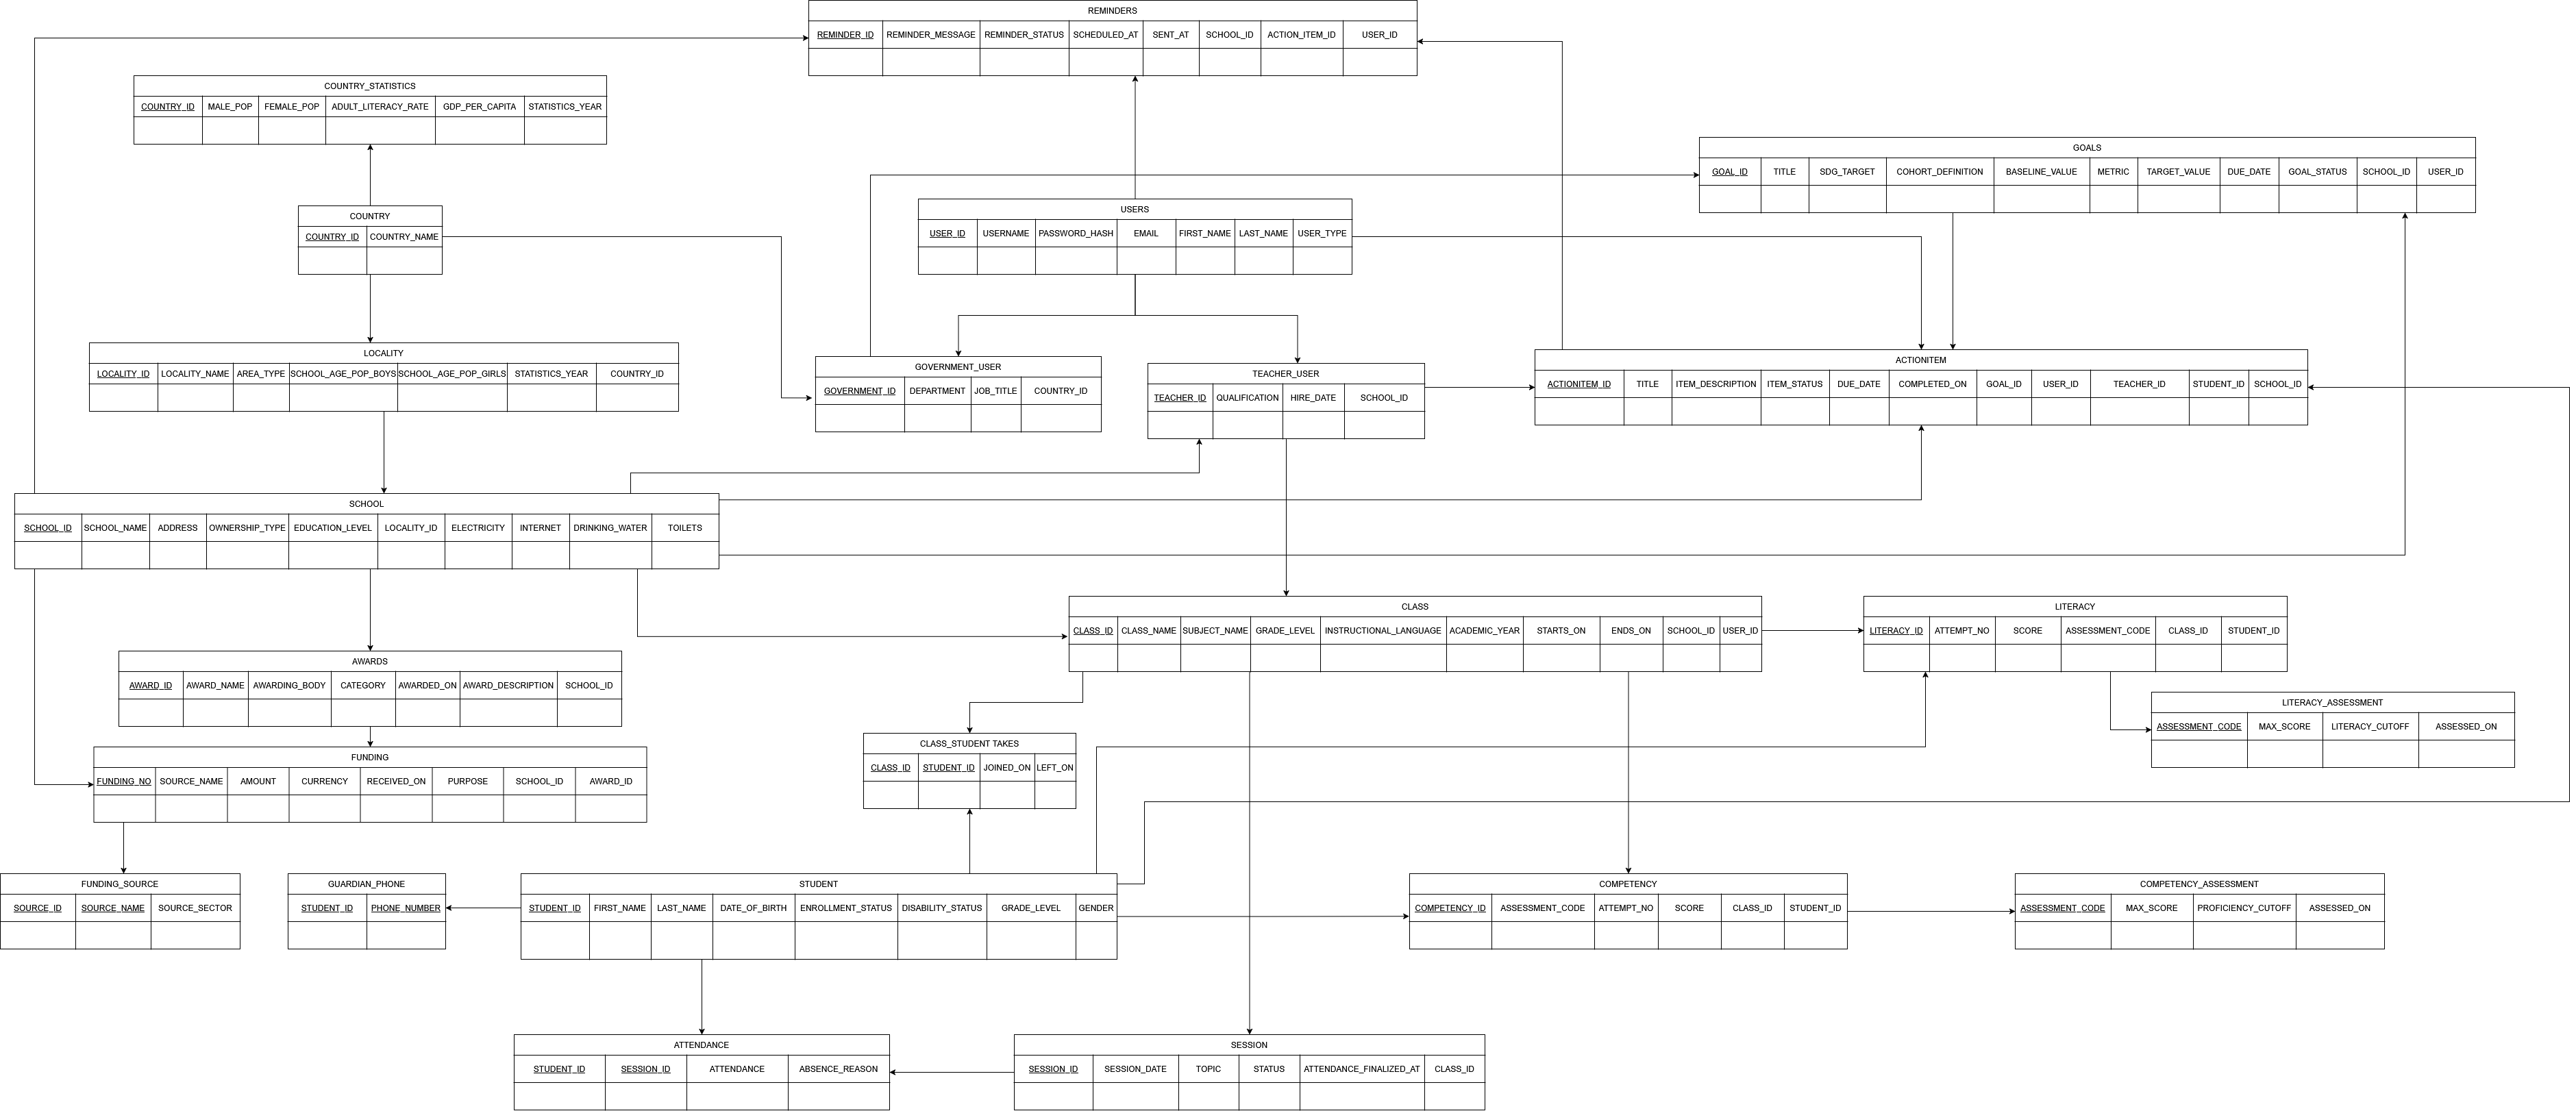 REMINDERS
REMINDER_ID REMINDER_MESSAGE REMINDER_STATUS SCHEDULED_AT SENT_AT SCHOOL_ID ACTION_ITEM_ID USER_ID
COUNTRY_STATISTICS
COUNTRY_ID MALE_POP FEMALE_POP ADULT_LITERACY_RATE GDP_PER_CAPITA STATISTICS_YEAR
GOALS
GOAL_ID TITLE SDG_TARGET COHORT_DEFINITION BASELINE_VALUE METRIC TARGET_VALUE DUE_DATE GOAL_STATUS SCHOOL_ID USER_ID
COUNTRY
COUNTRY_ID COUNTRY_NAME
USERS
USER_ID USERNAME PASSWORD_HASH EMAIL FIRST_NAME LAST_NAME USER_TYPE
LOCALITY
LOCALITY_ID LOCALITY_NAME AREA_TYPE SCHOOL_AGE_POP_BOYS SCHOOL_AGE_POP_GIRLS STATISTICS_YEAR COUNTRY_ID
GOVERNMENT_USER
GOVERNMENT_ID DEPARTMENT JOB_TITLE COUNTRY_ID
TEACHER_USER
TEACHER_ID QUALIFICATION HIRE_DATE SCHOOL_ID
ACTIONITEM
ACTIONITEM_ID TITLE ITEM_DESCRIPTION ITEM_STATUS DUE_DATE COMPLETED_ON GOAL_ID USER_ID TEACHER_ID STUDENT_ID SCHOOL_ID
SCHOOL
SCHOOL_ID SCHOOL_NAME ADDRESS OWNERSHIP_TYPE EDUCATION_LEVEL LOCALITY_ID ELECTRICITY INTERNET DRINKING_WATER TOILETS
CLASS
CLASS_ID CLASS_NAME SUBJECT_NAME GRADE_LEVEL INSTRUCTIONAL_LANGUAGE ACADEMIC_YEAR STARTS_ON ENDS_ON SCHOOL_ID USER_ID
LITERACY
LITERACY_ID ATTEMPT_NO SCORE ASSESSMENT_CODE CLASS_ID STUDENT_ID
AWARDS
AWARD_ID AWARD_NAME AWARDING_BODY CATEGORY AWARDED_ON AWARD_DESCRIPTION SCHOOL_ID
LITERACY_ASSESSMENT
ASSESSMENT_CODE MAX_SCORE LITERACY_CUTOFF ASSESSED_ON
CLASS_STUDENT TAKES
CLASS_ID STUDENT_ID JOINED_ON LEFT_ON
FUNDING
FUNDING_NO SOURCE_NAME AMOUNT CURRENCY RECEIVED_ON PURPOSE SCHOOL_ID AWARD_ID
FUNDING_SOURCE
SOURCE_ID SOURCE_NAME SOURCE_SECTOR
GUARDIAN_PHONE
STUDENT_ID PHONE_NUMBER
STUDENT
STUDENT_ID FIRST_NAME LAST_NAME DATE_OF_BIRTH ENROLLMENT_STATUS DISABILITY_STATUS GRADE_LEVEL GENDER
COMPETENCY
COMPETENCY_ID ASSESSMENT_CODE ATTEMPT_NO SCORE CLASS_ID STUDENT_ID
COMPETENCY_ASSESSMENT
ASSESSMENT_CODE MAX_SCORE PROFICIENCY_CUTOFF ASSESSED_ON
ATTENDANCE
STUDENT_ID SESSION_ID ATTENDANCE ABSENCE_REASON
SESSION
SESSION_ID SESSION_DATE TOPIC STATUS ATTENDANCE_FINALIZED_AT CLASS_ID